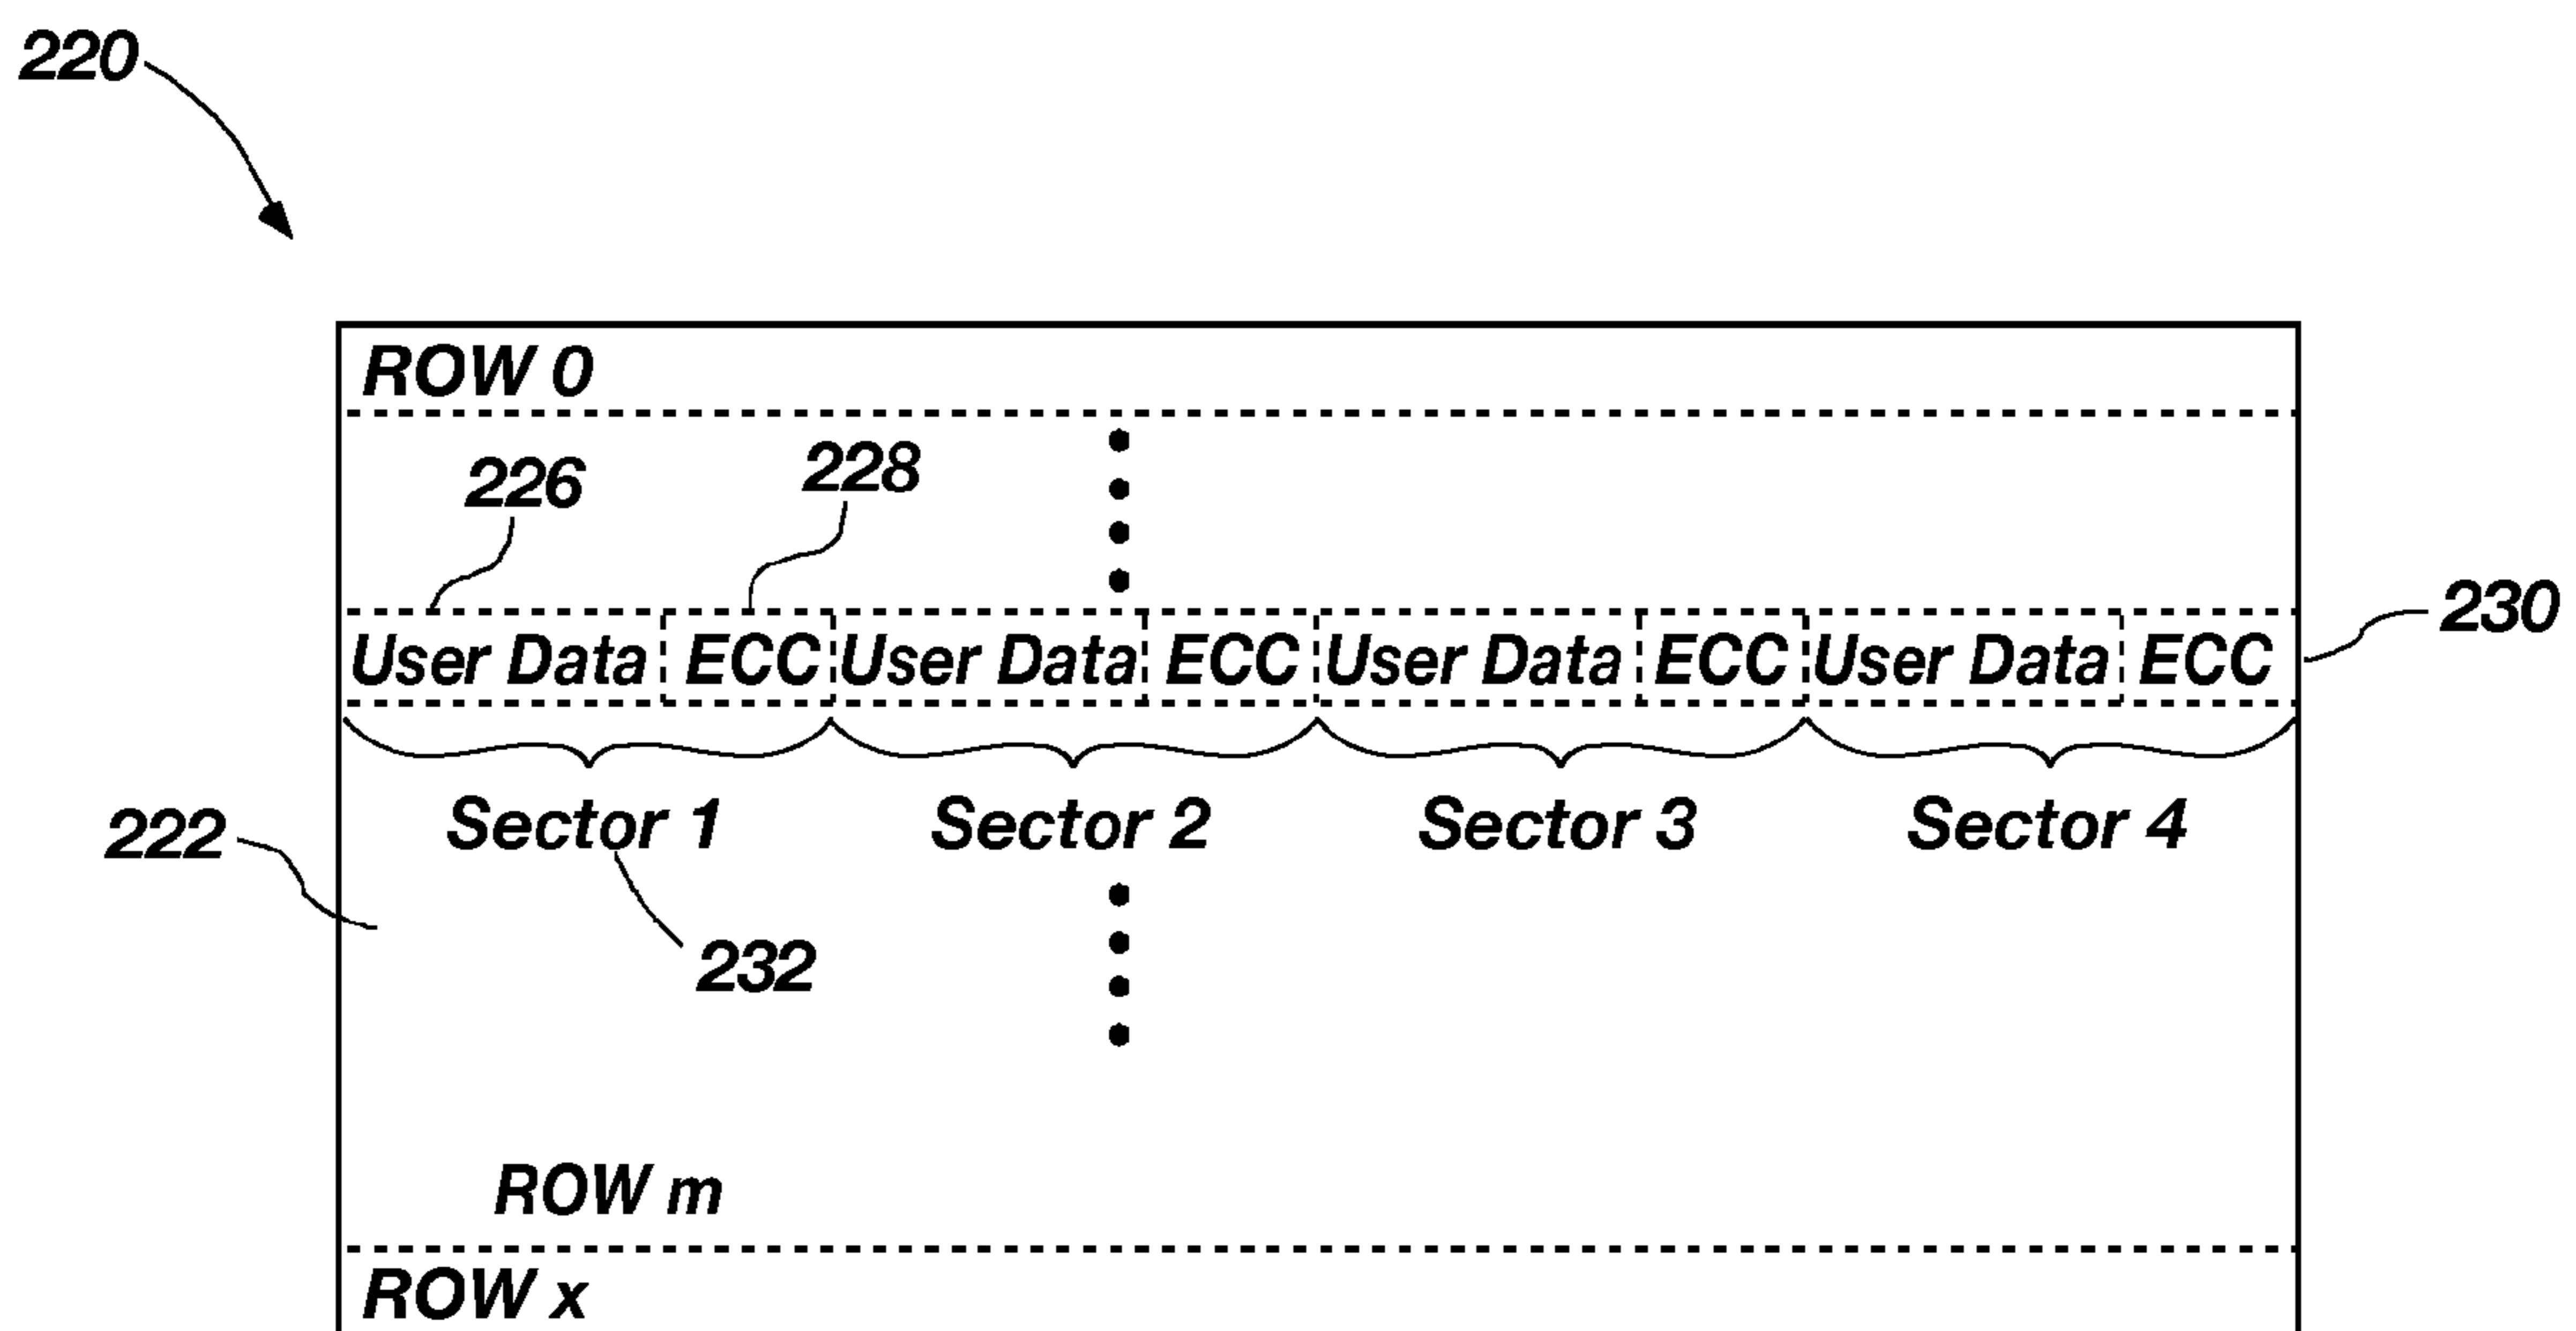 220
ROW 0
226 228
User Data ECC User Data ECC User Data ECC User Data ECC 230
222 Sector 1 Sector 2 Sector 3 Sector 4
232
ROW m
ROW x